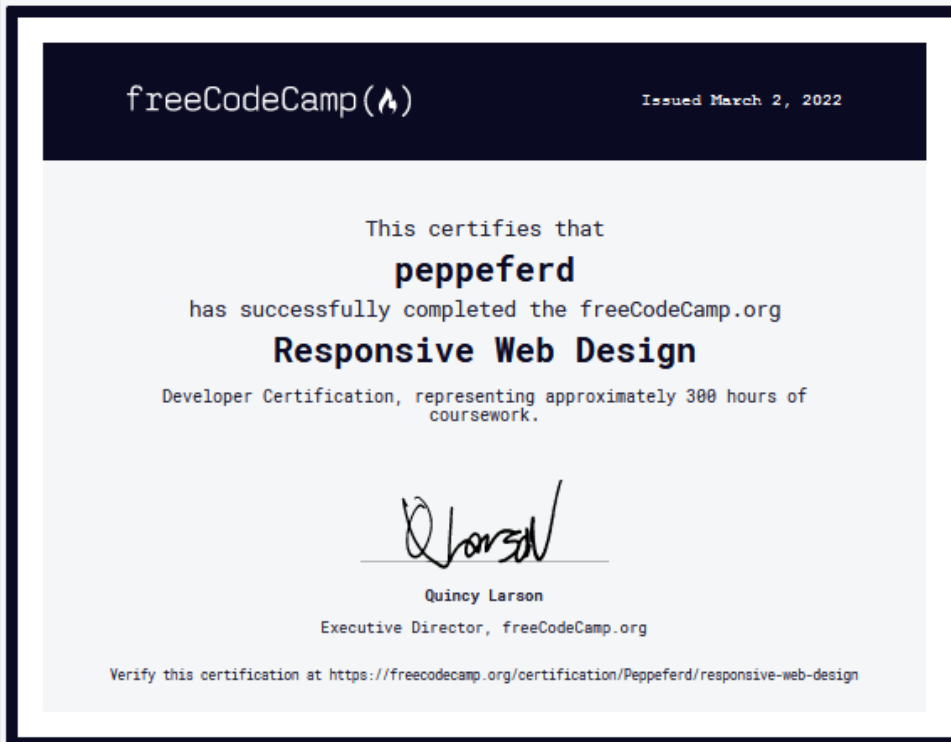 freeCodeCamp(🔥)
Issued March 2, 2022
This certifies that
peppeferd
has successfully completed the freeCodeCamp.org
Responsive Web Design
Developer Certification, representing approximately 300 hours of
coursework.
Q Larson
Quincy Larson
Executive Director, freeCodeCamp.org
Verify this certification at https://freecodecamp.org/certification/Peppeferd/responsive-web-design